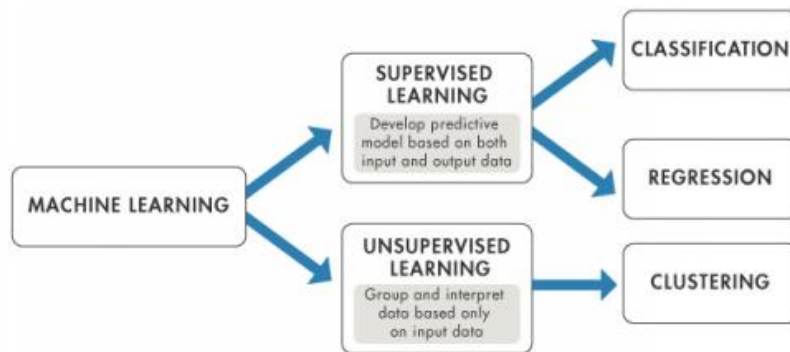 MACHINE LEARNING
SUPERVISED
LEARNING
Develop predictive
model based on both
input and output data
UNSUPERVISED
LEARNING
Group and interpret
data based only
on input data
CLASSIFICATION
REGRESSION
CLUSTERING